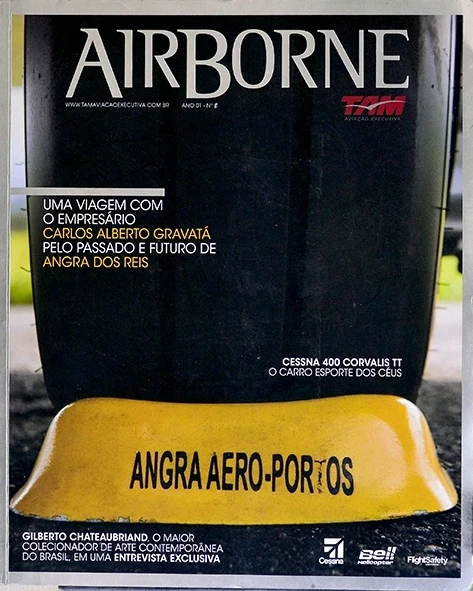 AIRBORNE
WWW.TAMAVIACAOEXECUTIVA.COM.BR ANO 01 - Nº
TAM
AVIAÇÃO EXECUTIVA
UMA VIAGEM COM
O EMPRESÁRIO
CARLOS ALBERTO GRAVATÁ
PELO PASSADO E FUTURO DE
ANGRA DOS REIS
CESSNA 400 CORVALIS TT
O CARRO ESPORTE DOS CÉUS
ANGRA AERO-PORTOS
GILBERTO CHATEAUBRIAND, O MAIOR
COLECIONADOR DE ARTE CONTEMPORÂNEA
DO BRASIL, EM UMA ENTREVISTA EXCLUSIVA
Cessna
Bell
Helicopter
FlightSafety